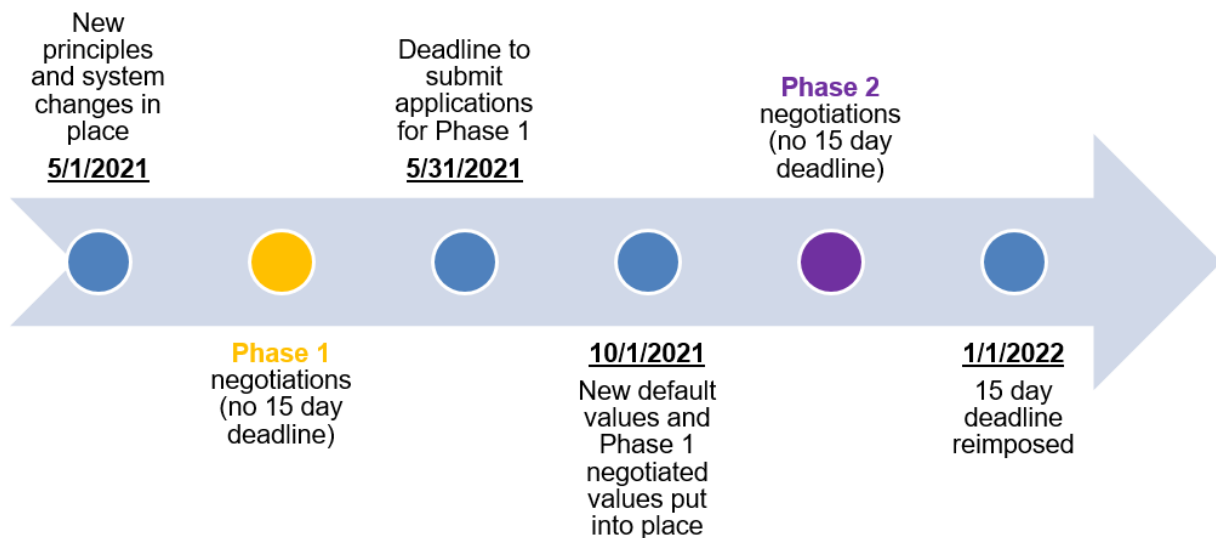 New
principles
and system
changes in
place
5/1/2021
Phase 1
negotiations
(no 15 day
deadline)
Deadline to
submit
applications
for Phase 1
5/31/2021
10/1/2021
New default
values and
Phase 1
negotiated
values put
into place
Phase 2
negotiations
(no 15 day
deadline)
1/1/2022
15 day
deadline
reimposed